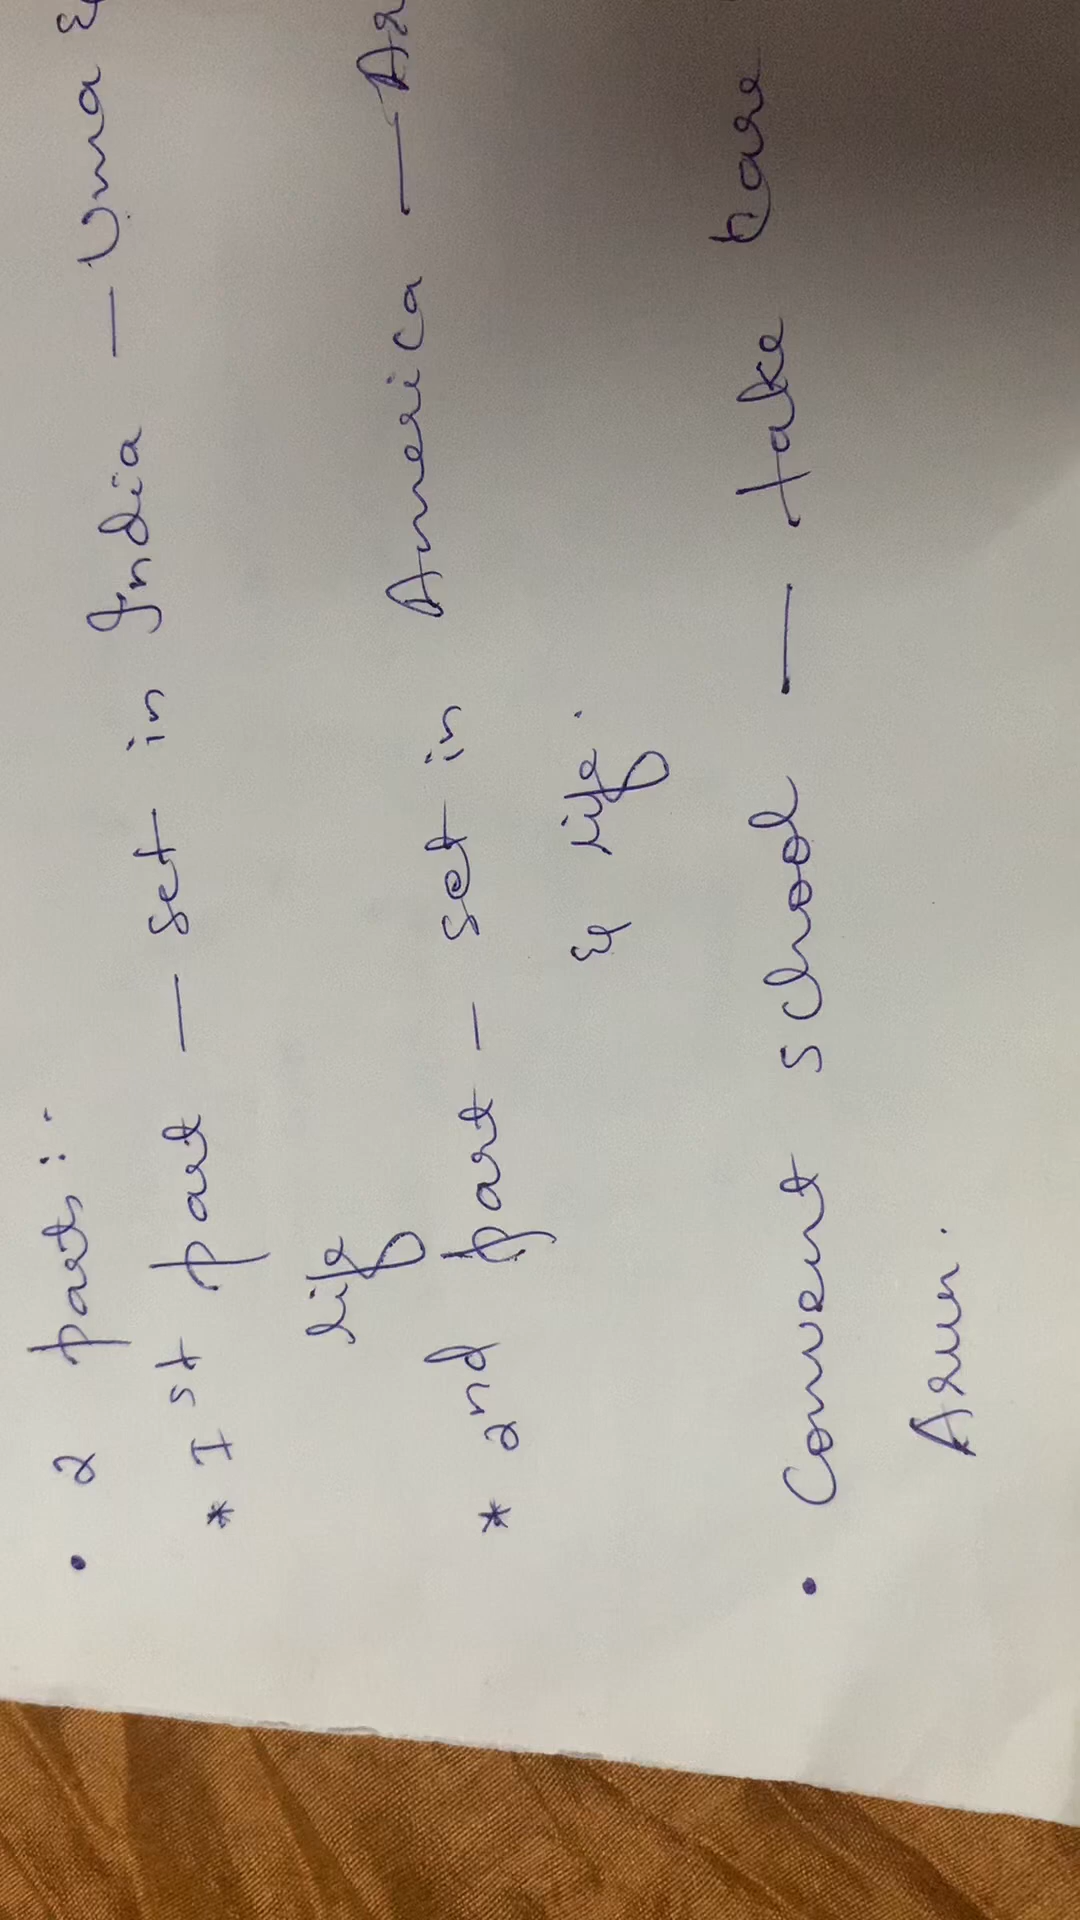 • 2 parts:-
* Ist part - set in India - Uma &
life
* 2nd part - set in America - Ar
& life.
• Convent school - take care
Arun.